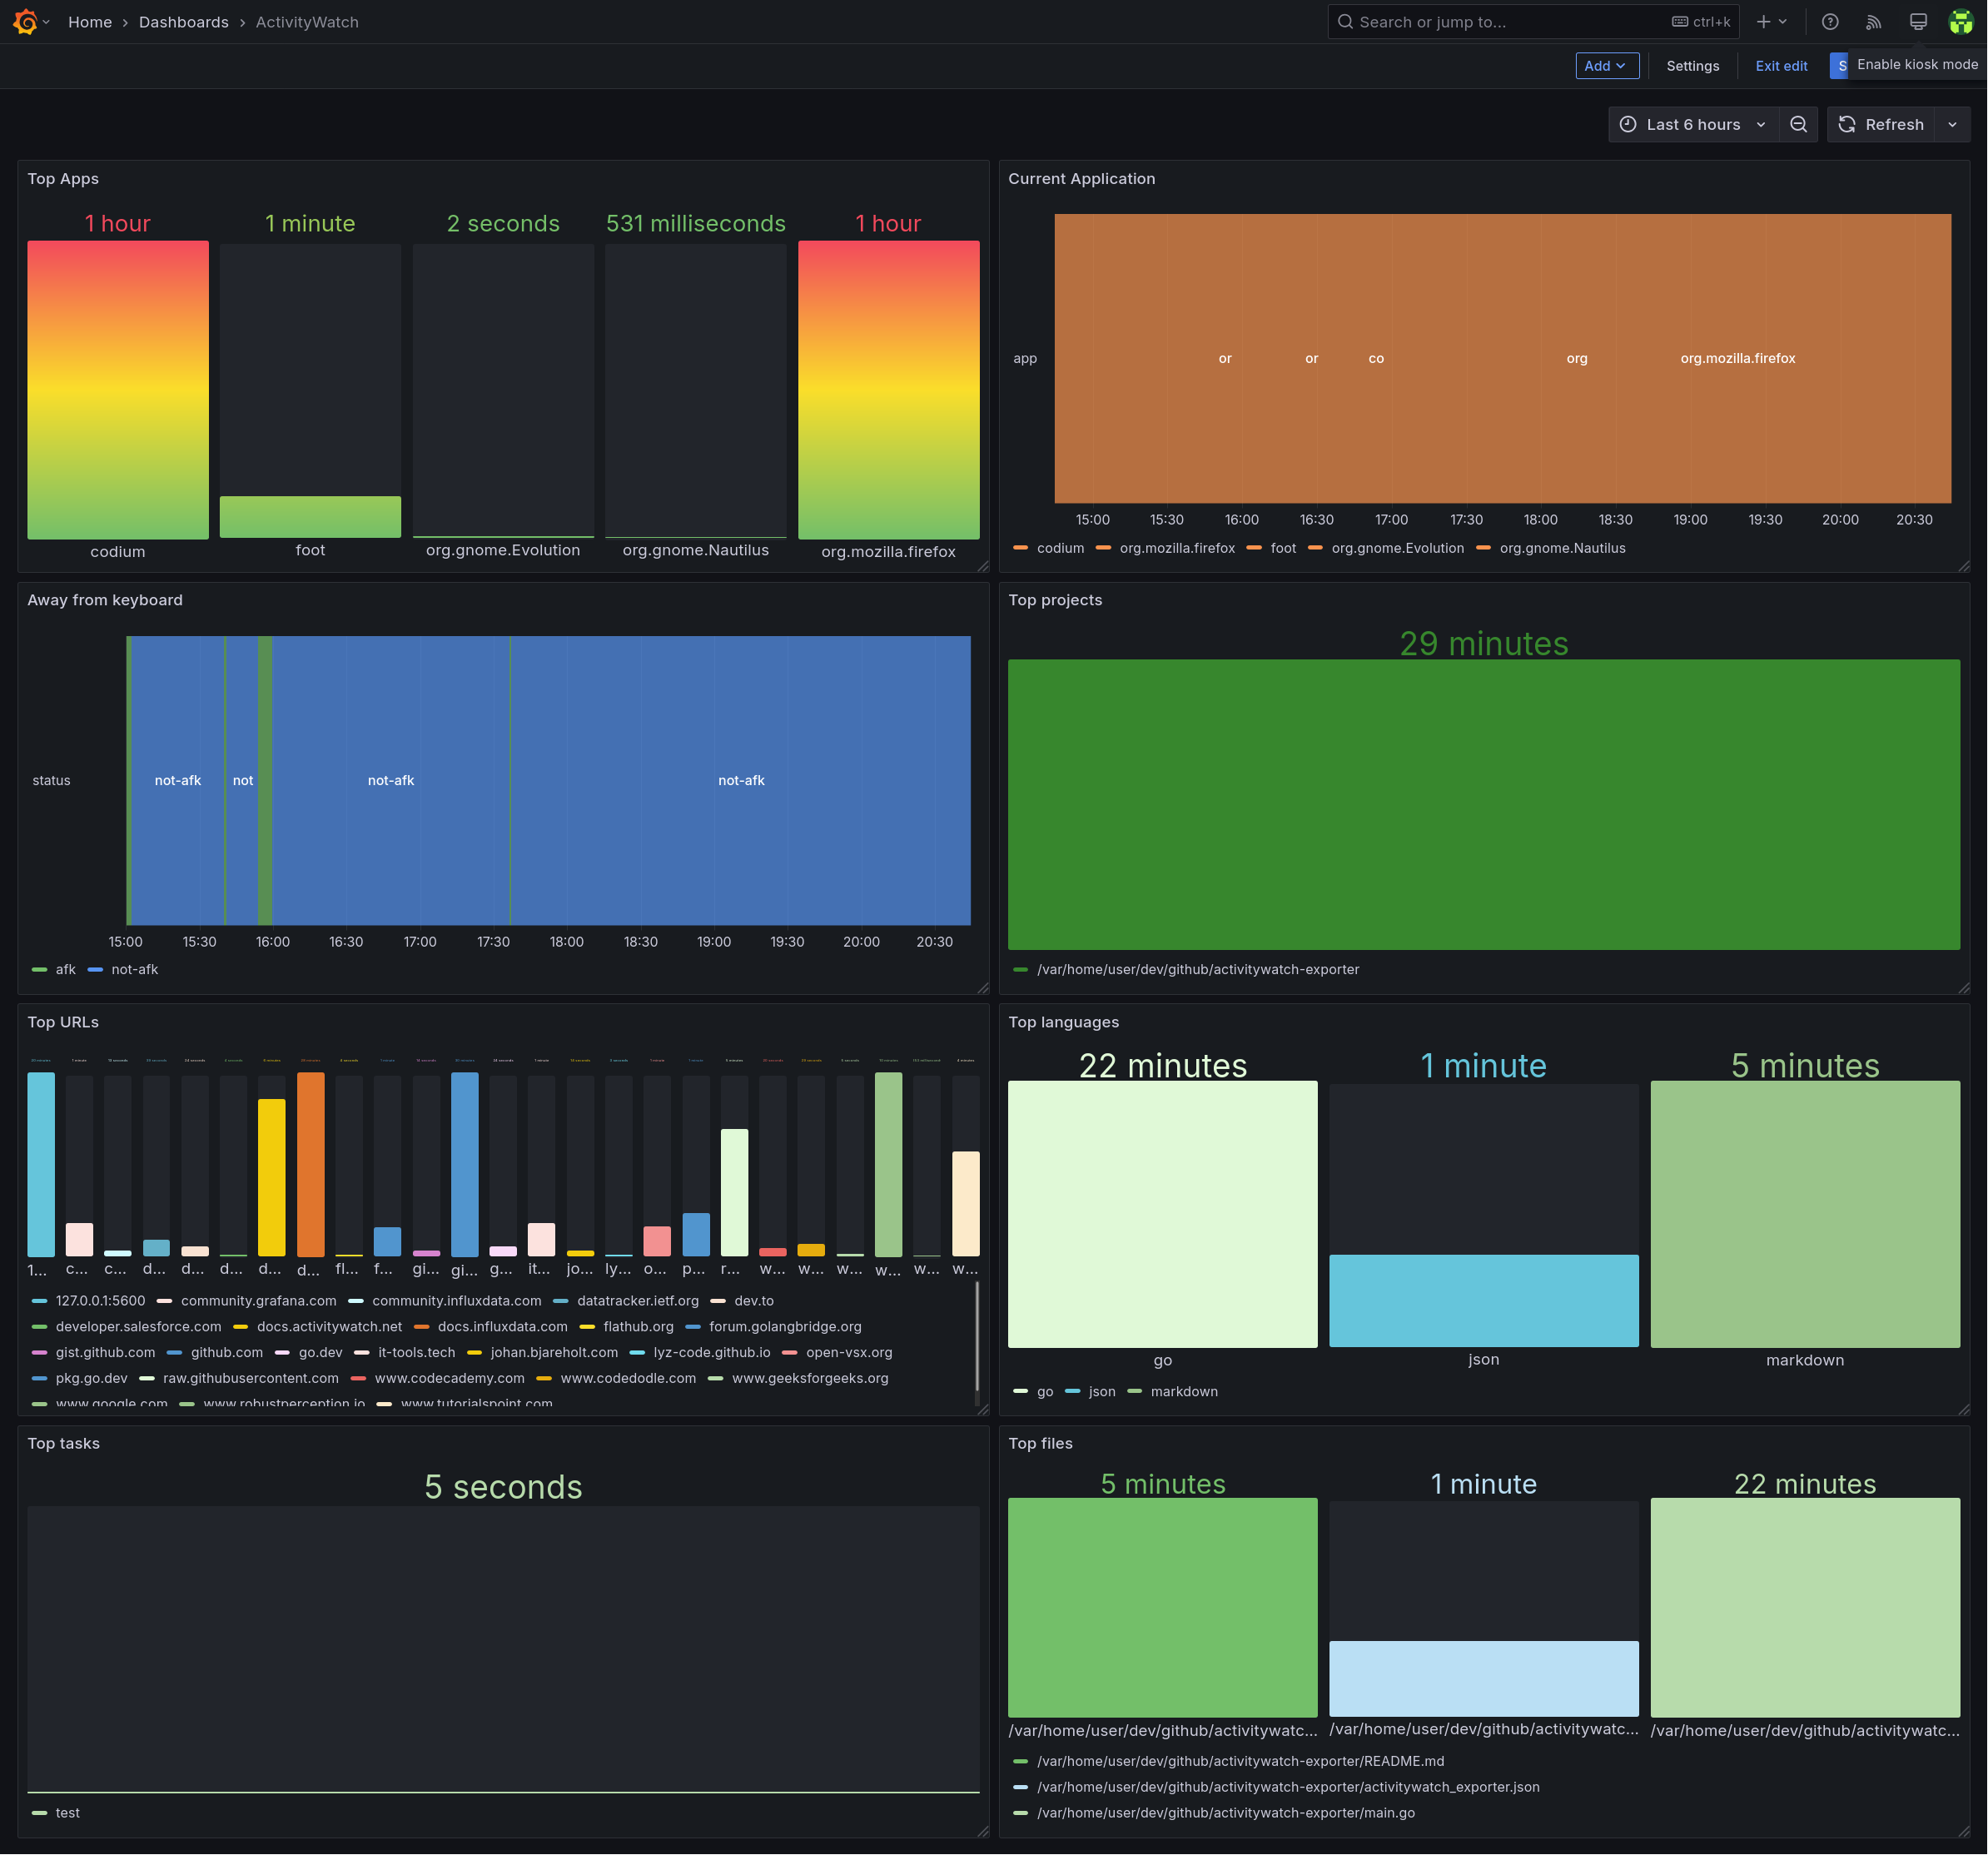 Home > Dashboards > ActivityWatch
Search or jump to...
ctrl+k
Add
Settings
Exit edit
S
Enable kiosk mode
Last 6 hours
Refresh
Top Apps
1 hour
1 minute
2 seconds
531 milliseconds
1 hour
codium
foot
org.gnome.Evolution
org.gnome.Nautilus
org.mozilla.firefox
Current Application
app
or
or
co
org
org.mozilla.firefox
15:00 15:30 16:00 16:30 17:00 17:30 18:00 18:30 19:00 19:30 20:00 20:30
codium org.mozilla.firefox foot org.gnome.Evolution org.gnome.Nautilus
Away from keyboard
status
not-afk
not
not-afk
not-afk
15:00 15:30 16:00 16:30 17:00 17:30 18:00 18:30 19:00 19:30 20:00 20:30
afk not-afk
Top projects
29 minutes
/var/home/user/dev/github/activitywatch-exporter
Top URLs
1... c... c... d... d... d... d... d... fl... f... gi... gi... g... it... jo... ly... o... p... r... w... w... w... w... w... w...
127.0.0.1:5600 community.grafana.com community.influxdata.com datatracker.ietf.org dev.to
developer.salesforce.com docs.activitywatch.net docs.influxdata.com flathub.org forum.golangbridge.org
gist.github.com github.com go.dev it-tools.tech johan.bjareholt.com lyz-code.github.io open-vsx.org
pkg.go.dev raw.githubusercontent.com www.codecademy.com www.codedodle.com www.geeksforgeeks.org
www.google.com www.robustperception.io www.tutorialspoint.com
Top languages
22 minutes
1 minute
5 minutes
go
json
markdown
go json markdown
Top tasks
5 seconds
test
Top files
5 minutes
1 minute
22 minutes
/var/home/user/dev/github/activitywatc...
/var/home/user/dev/github/activitywatc...
/var/home/user/dev/github/activitywatc...
/var/home/user/dev/github/activitywatch-exporter/README.md
/var/home/user/dev/github/activitywatch-exporter/activitywatch_exporter.json
/var/home/user/dev/github/activitywatch-exporter/main.go